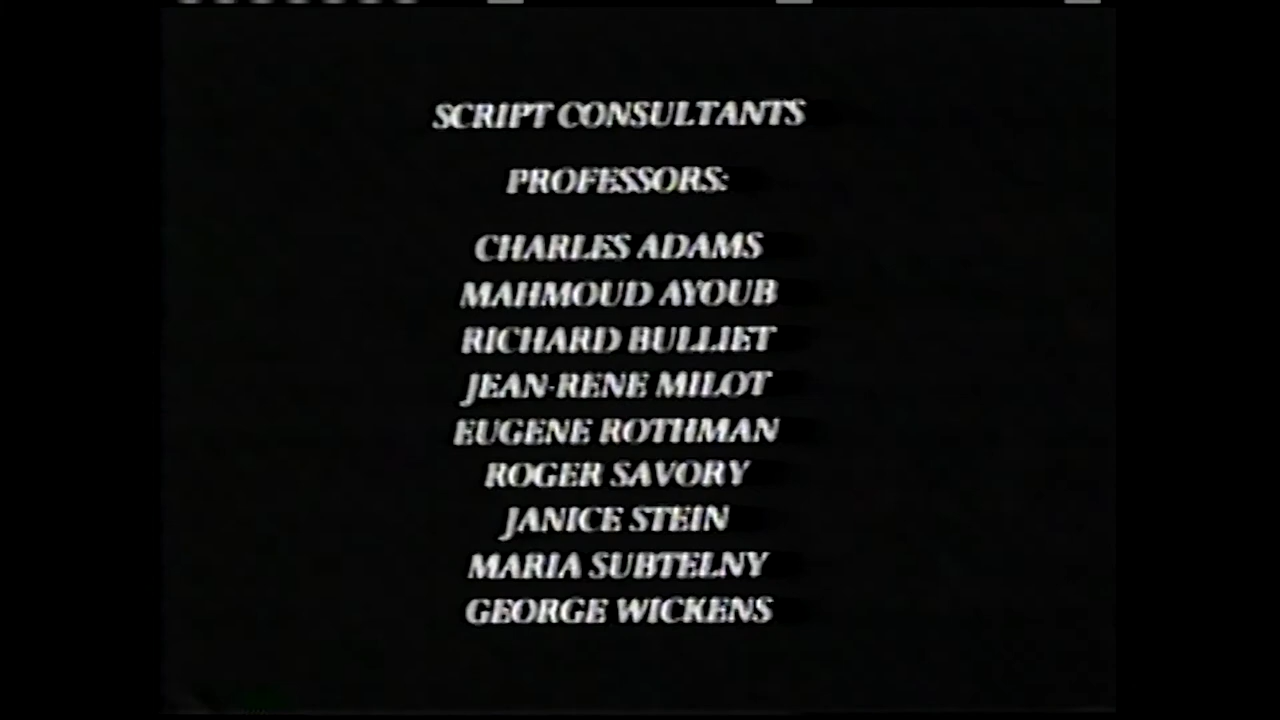 SCRIPT CONSULTANTS
PROFESSORS:
CHARLES ADAMS
MAHMOUD AYOUB
RICHARD BULLIET
JEAN-RENE MILOT
EUGENE ROTHMAN
ROGER SAVORY
JANICE STEIN
MARIA SUBTELNY
GEORGE WICKENS